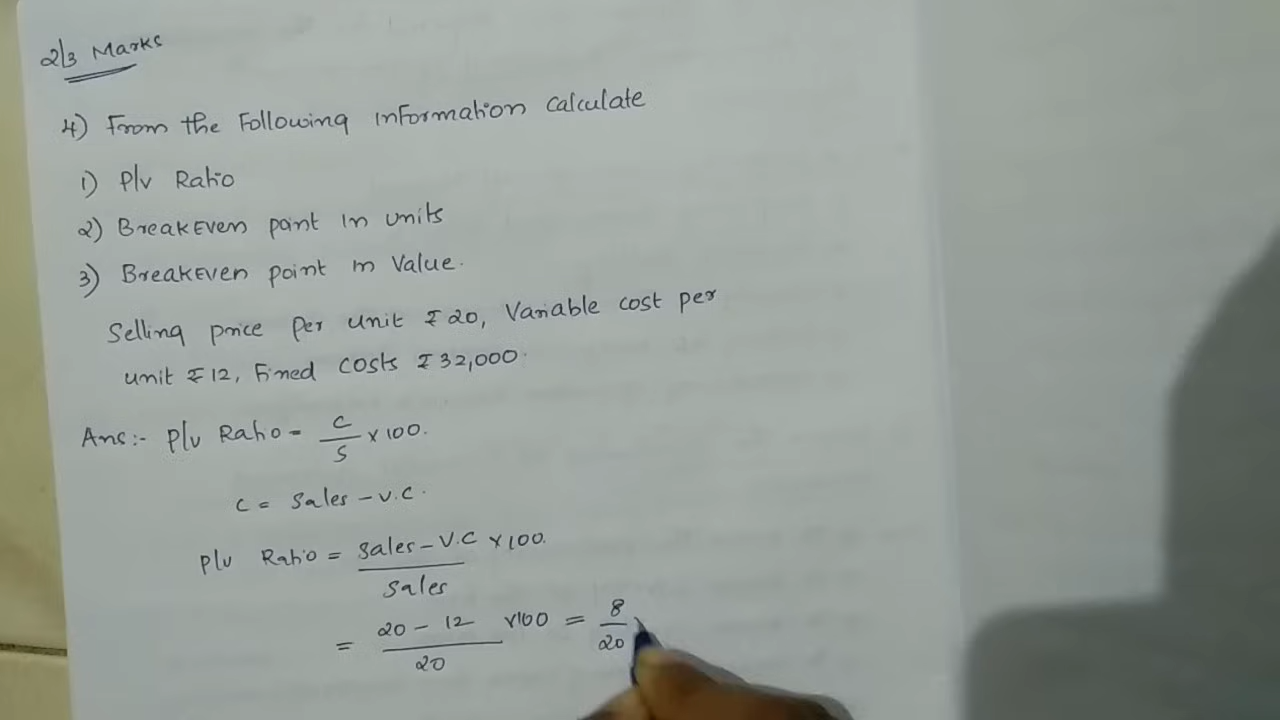 2/3 Marks
4) From the Following information calculate
1) P/v Ratio
2) BreakEven point in units
3) BreakEven point in Value.
Selling price Per unit ₹20, Variable cost per
unit ₹12, Fixed costs ₹32,000.
Ans:- P/v Ratio = C/S x 100.
C = Sales - V.C.
P/v Ratio = Sales - V.C / Sales x 100.
= 20 - 12 / 20 x100 = 8 / 20